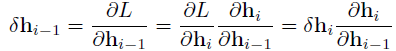 δh_{i−1} = ∂L/∂h_{i−1} = ∂L/∂h_i ∂h_i/∂h_{i−1} = δh_i ∂h_i/∂h_{i−1}